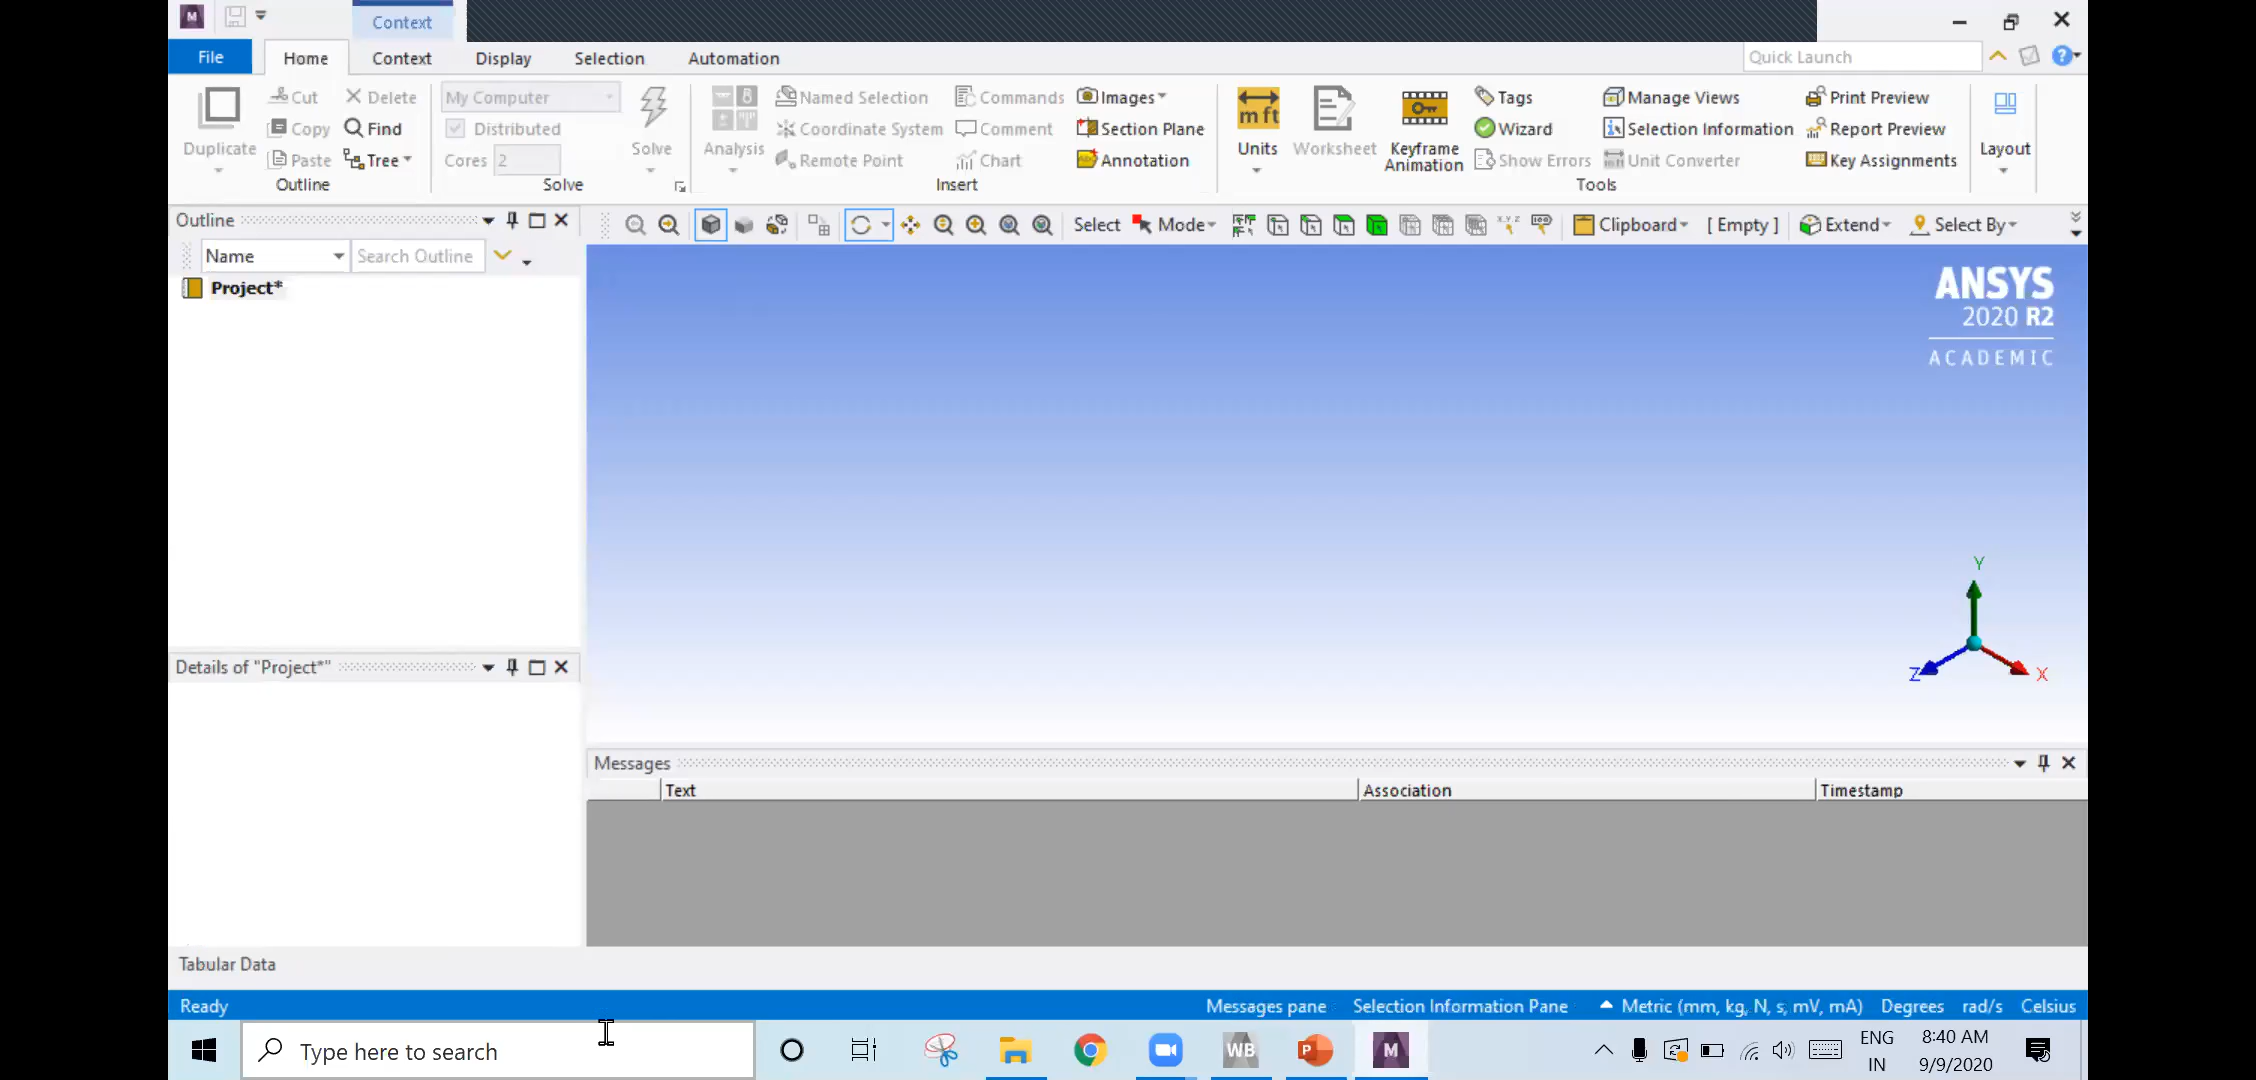 M
Context
File Home Context Display Selection Automation Quick Launch ?
Duplicate
Cut Delete
Copy Find
Paste Tree
Outline
My Computer
Distributed
Cores 2
Solve
Solve
Analysis
Named Selection Commands Images
Coordinate System Comment Section Plane
Remote Point Chart Annotation
Insert
m ft
Units
Worksheet
Keyframe
Animation
Tags Manage Views Print Preview
Wizard Selection Information Report Preview
Show Errors Unit Converter Key Assignments
Tools
Layout
Outline
Name Search Outline
Project*
Select Mode Clipboard [ Empty ] Extend Select By
ANSYS
2020 R2
ACADEMIC
Y
Z X
Details of "Project*"
Messages
Text Association Timestamp
Tabular Data
Ready Messages pane Selection Information Pane Metric (mm, kg, N, s, mV, mA) Degrees rad/s Celsius
Type here to search
WB P M
ENG
IN
8:40 AM
9/9/2020